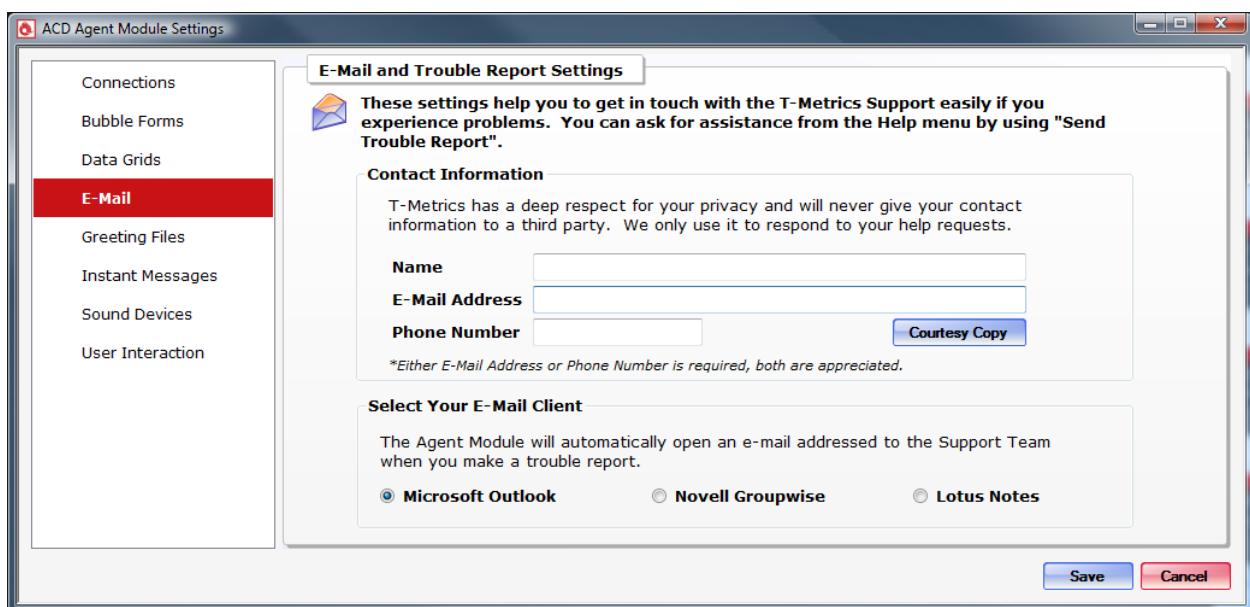 ACD Agent Module Settings
Connections
Bubble Forms
Data Grids
E-Mail
Greeting Files
Instant Messages
Sound Devices
User Interaction
E-Mail and Trouble Report Settings
These settings help you to get in touch with the T-Metrics Support easily if you
experience problems.  You can ask for assistance from the Help menu by using "Send
Trouble Report".
Contact Information
T-Metrics has a deep respect for your privacy and will never give your contact
information to a third party.  We only use it to respond to your help requests.
Name
E-Mail Address
Phone Number
Courtesy Copy
*Either E-Mail Address or Phone Number is required, both are appreciated.
Select Your E-Mail Client
The Agent Module will automatically open an e-mail addressed to the Support Team
when you make a trouble report.
Microsoft Outlook Novell Groupwise Lotus Notes
Save Cancel